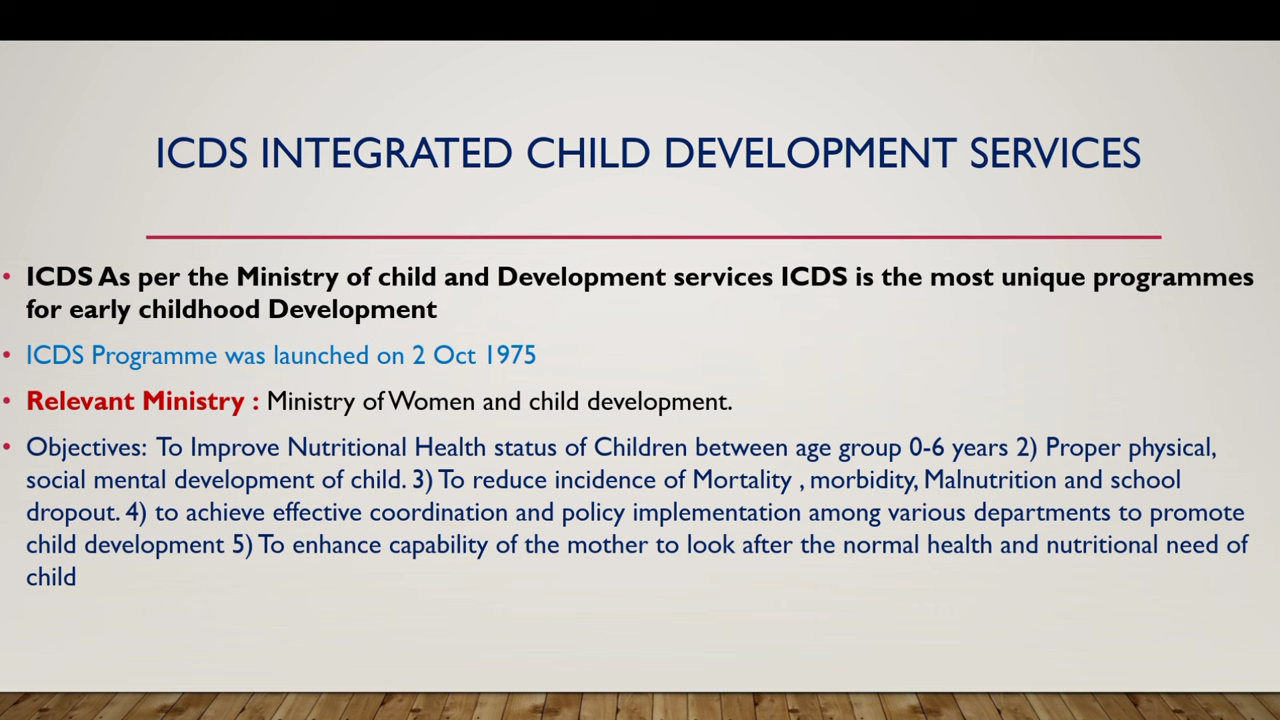 ICDS INTEGRATED CHILD DEVELOPMENT SERVICES
• ICDS As per the Ministry of child and Development services ICDS is the most unique programmes
for early childhood Development
• ICDS Programme was launched on 2 Oct 1975
• Relevant Ministry : Ministry of Women and child development.
• Objectives: To Improve Nutritional Health status of Children between age group 0-6 years 2) Proper physical,
social mental development of child. 3) To reduce incidence of Mortality , morbidity, Malnutrition and school
dropout. 4) to achieve effective coordination and policy implementation among various departments to promote
child development 5) To enhance capability of the mother to look after the normal health and nutritional need of
child